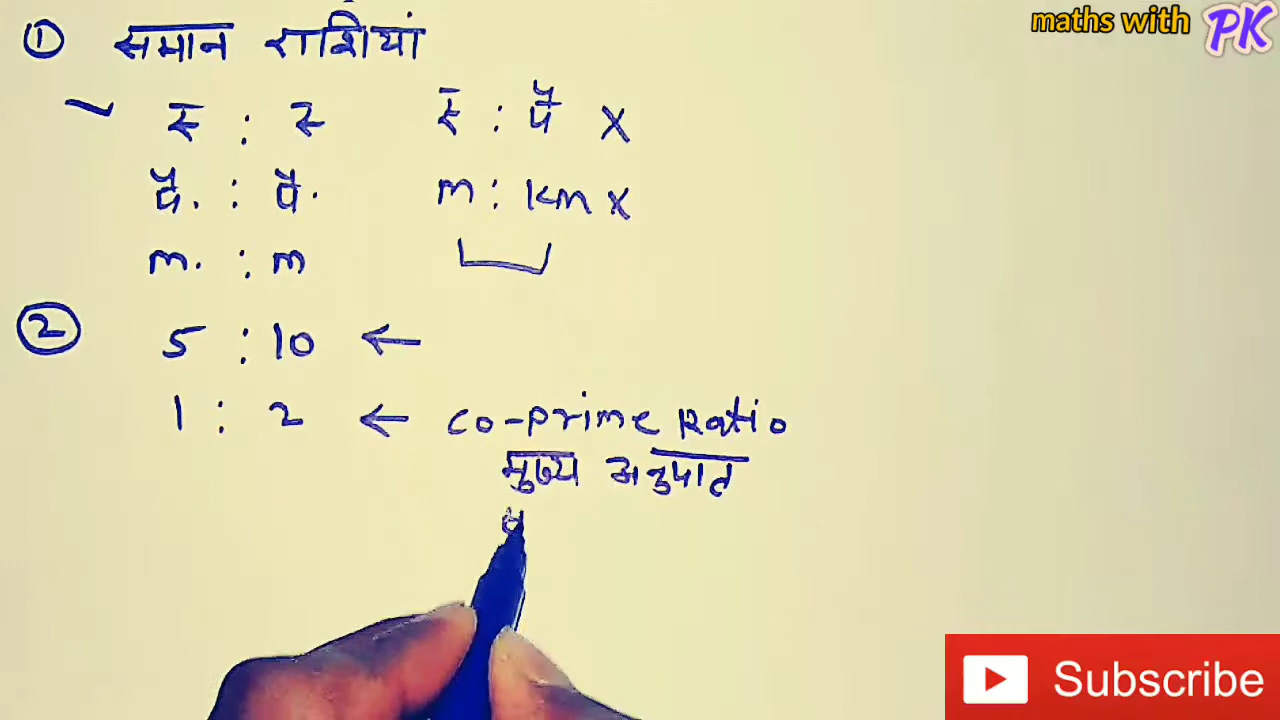 maths with PK
① समान राशियां
रु : रु रु : पै x
पै. : पै. m : km x
m. : m
② 5 : 10 ←
1 : 2 ← co-prime Ratio
मुख्य अनुपात
Subscribe